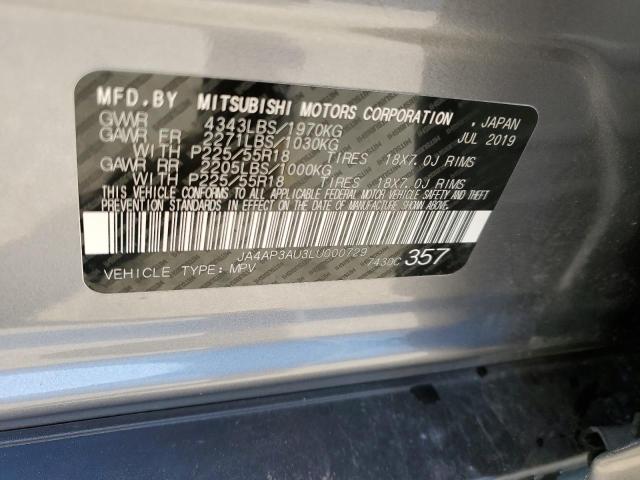 MFD.BY MITSUBISHI MOTORS CORPORATION, JAPAN
GVWR 4343LBS/1970KG JUL 2019
GAWR FR 2271LBS/1030KG
WITH P225/55R18 TIRES 18X7.0J RIMS
GAWR RR 2205LBS/1000KG
WITH P225/55R18 TIRES 18X7.0J RIMS
THIS VEHICLE CONFORMS TO ALL APPLICABLE FEDERAL MOTOR VEHICLE SAFETY AND THEFT
PREVENTION STANDARDS IN EFFECT ON THE DATE OF MANUFACTURE SHOWN ABOVE.
JA4AP3AU3LU000729
VEHICLE TYPE: MPV 7430C 357